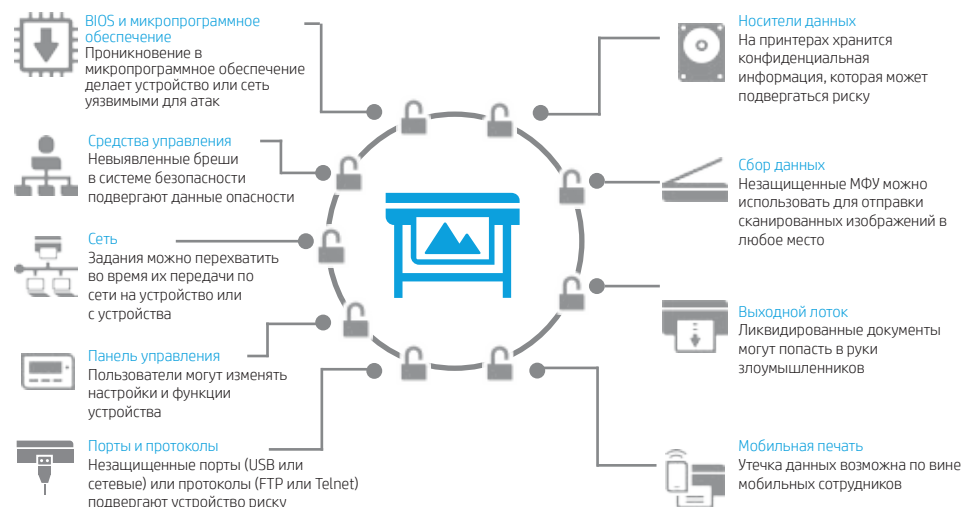 BIOS и микропрограммное
обеспечение
Проникновение в
микропрограммное обеспечение
делает устройство или сеть
уязвимыми для атак
Средства управления
Невыявленные бреши
в системе безопасности
подвергают данные опасности
Сеть
Задания можно перехватить
во время их передачи по
сети на устройство или
с устройства
Панель управления
Пользователи могут изменять
настройки и функции
устройства
Порты и протоколы
Незащищенные порты (USB или
сетевые) или протоколы (FTP или Telnet)
подвергают устройство риску
Носители данных
На принтерах хранится
конфиденциальная
информация, которая может
подвергаться риску
Сбор данных
Незащищенные МФУ можно
использовать для отправки
сканированных изображений в
любое место
Выходной лоток
Ликвидированные документы
могут попасть в руки
злоумышленников
Мобильная печать
Утечка данных возможна по вине
мобильных сотрудников